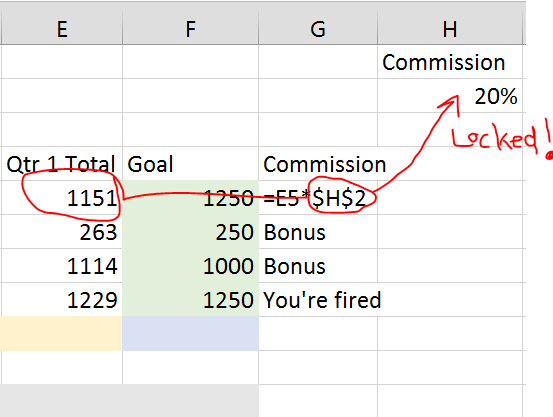 E F G H
Commission
20%
Locked!
Qtr 1 Total Goal Commission
1151 1250 =E5*$H$2
263 250 Bonus
1114 1000 Bonus
1229 1250 You're fired